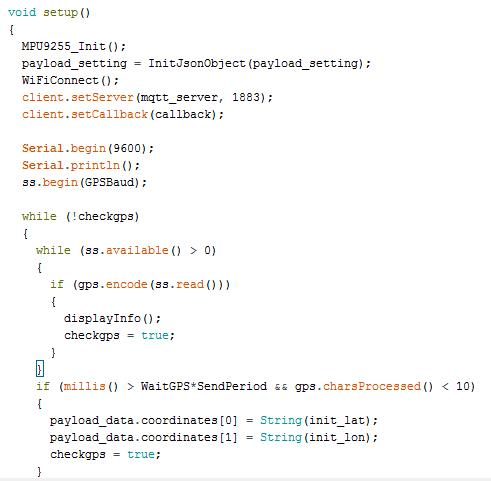 void setup()
{
  MPU9255_Init();
  payload_setting = InitJsonObject(payload_setting);
  WiFiConnect();
  client.setServer(mqtt_server, 1883);
  client.setCallback(callback);

  Serial.begin(9600);
  Serial.println();
  ss.begin(GPSBaud);

  while (!checkgps)
  {
    while (ss.available() > 0)
    {
      if (gps.encode(ss.read()))
      {
        displayInfo();
        checkgps = true;
      }
    }
    if (millis() > WaitGPS*SendPeriod && gps.charsProcessed() < 10)
    {
      payload_data.coordinates[0] = String(init_lat);
      payload_data.coordinates[1] = String(init_lon);
      checkgps = true;
    }